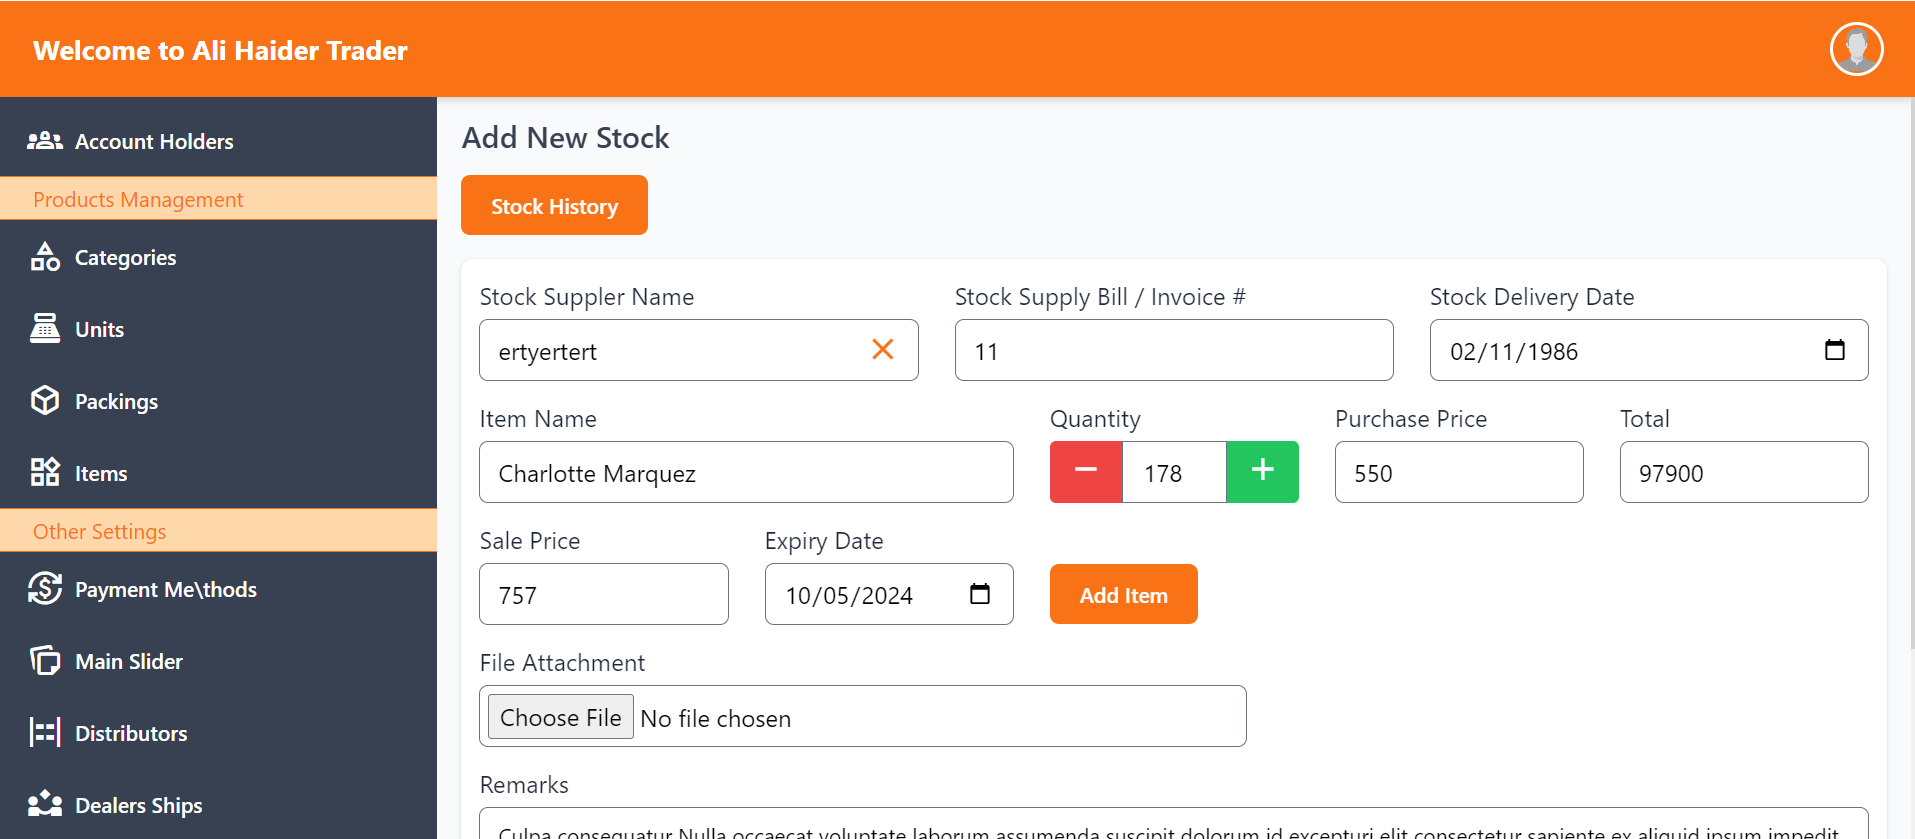 Welcome to Ali Haider Trader
Account Holders
Products Management
Categories
Units
Packings
Items
Other Settings
Payment Me\thods
Main Slider
Distributors
Dealers Ships
Add New Stock
Stock History
Stock Suppler Name
Stock Supply Bill / Invoice #
Stock Delivery Date
ertyertert
11
02/11/1986
Item Name
Quantity
Purchase Price
Total
Charlotte Marquez
178
550
97900
Sale Price
Expiry Date
757
10/05/2024
Add Item
File Attachment
Choose File No file chosen
Remarks
Culpa consequatur Nulla occaecat voluptate laborum assumenda suscipit dolorum id excepturi elit consectetur sapiente ex aliquid ipsum impedit